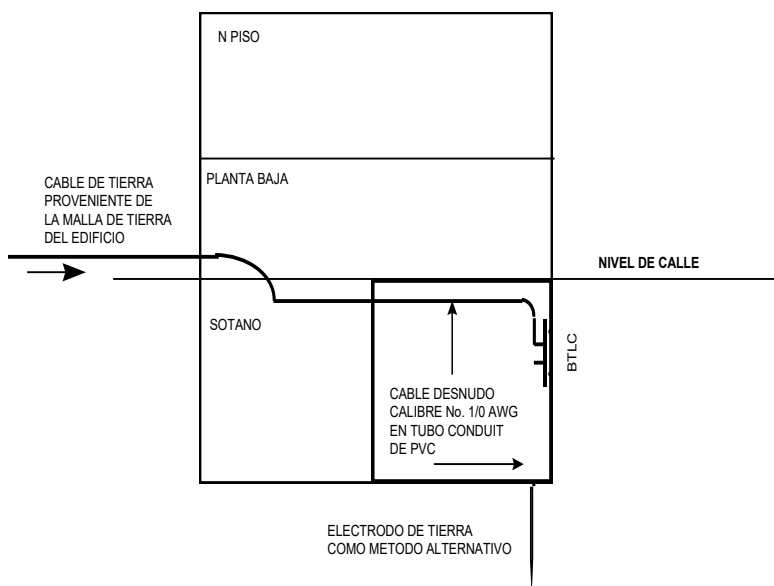 N PISO
PLANTA BAJA
CABLE DE TIERRA
PROVENIENTE DE
LA MALLA DE TIERRA
DEL EDIFICIO
NIVEL DE CALLE
SOTANO
BTLC
CABLE DESNUDO
CALIBRE No. 1/0 AWG
EN TUBO CONDUIT
DE PVC
ELECTRODO DE TIERRA
COMO METODO ALTERNATIVO